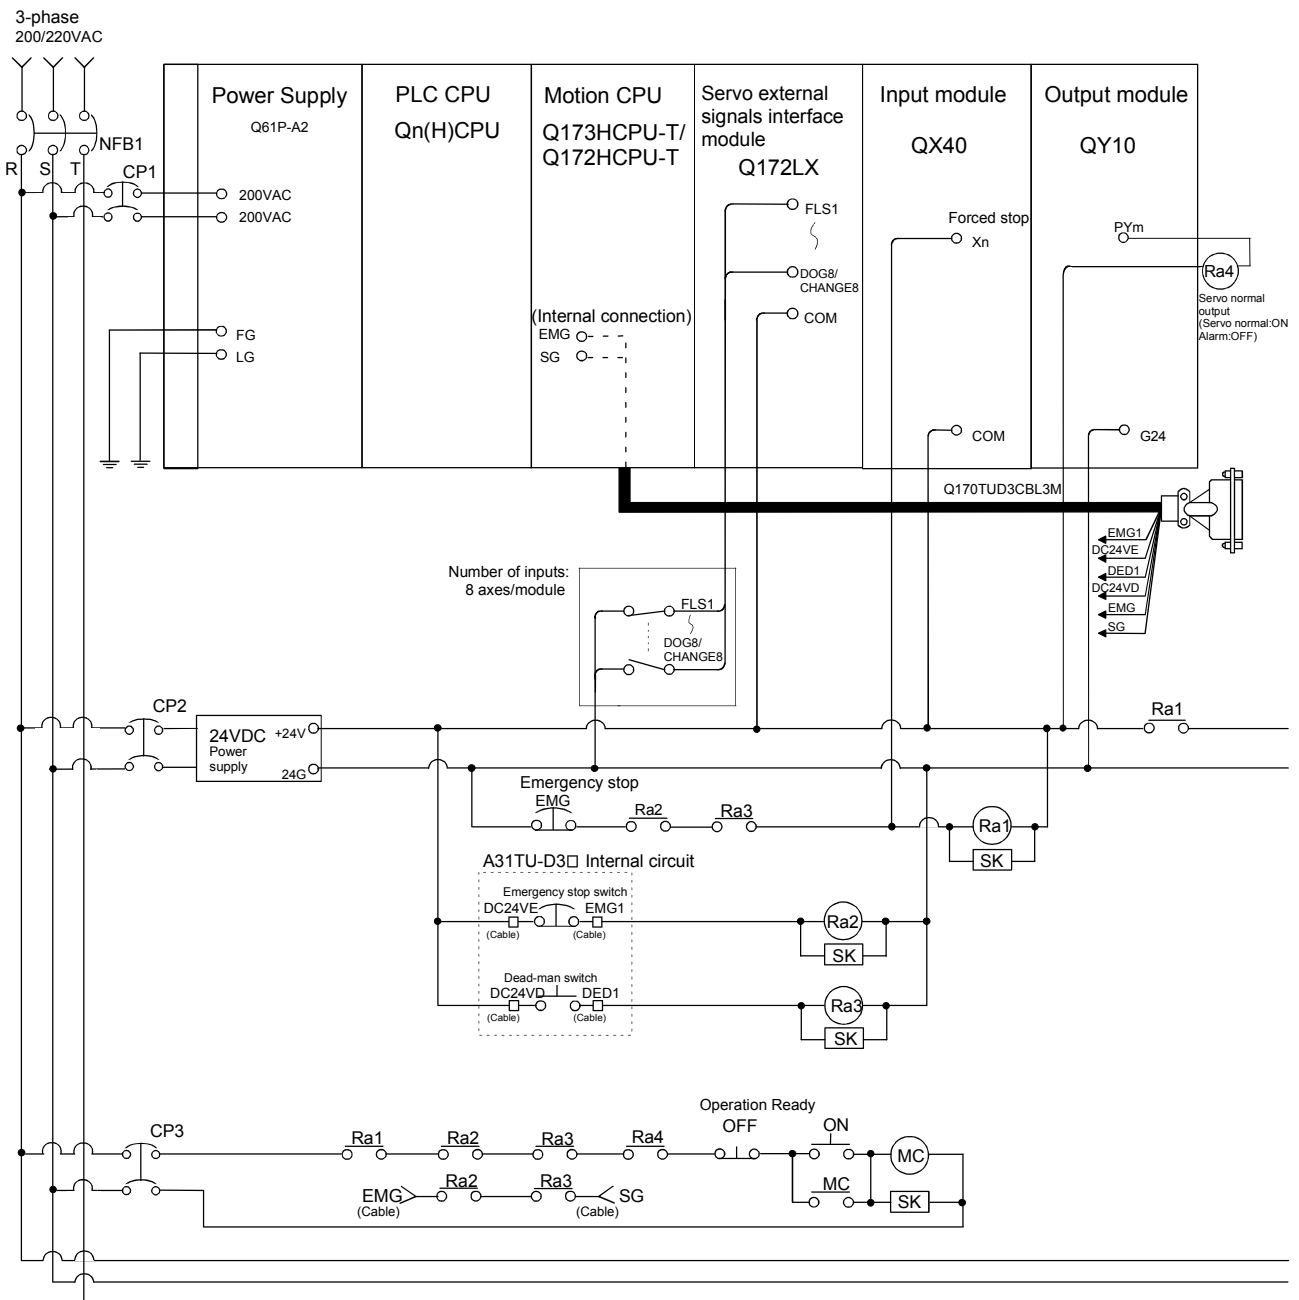 3-phase
200/220VAC
NFB1
R S T
CP1
Power Supply
Q61P-A2
200VAC
200VAC
FG
LG
PLC CPU
Qn(H)CPU
Motion CPU
Q173HCPU-T/
Q172HCPU-T
(Internal connection)
EMG
SG
Servo external
signals interface
module
Q172LX
FLS1
DOG8/
CHANGE8
COM
Input module
QX40
Forced stop
Xn
COM
Output module
QY10
PYm
Ra4
Servo normal
output
(Servo normal:ON
Alarm:OFF)
G24
Q170TUD3CBL3M
EMG1
DC24VE
DED1
DC24VD
EMG
SG
Number of inputs:
8 axes/module
FLS1
DOG8/
CHANGE8
CP2
24VDC
Power
supply
+24V
24G
Ra1
Emergency stop
EMG
Ra2
Ra3
Ra1
SK
A31TU-D3□ Internal circuit
Emergency stop switch
DC24VE
EMG1
(Cable)
(Cable)
Ra2
SK
Dead-man switch
DC24VD
DED1
(Cable)
(Cable)
Ra3
SK
CP3
Ra1
Ra2
Ra3
Ra4
Operation Ready
OFF
ON
MC
EMG
(Cable)
Ra2
Ra3
SG
(Cable)
MC
SK